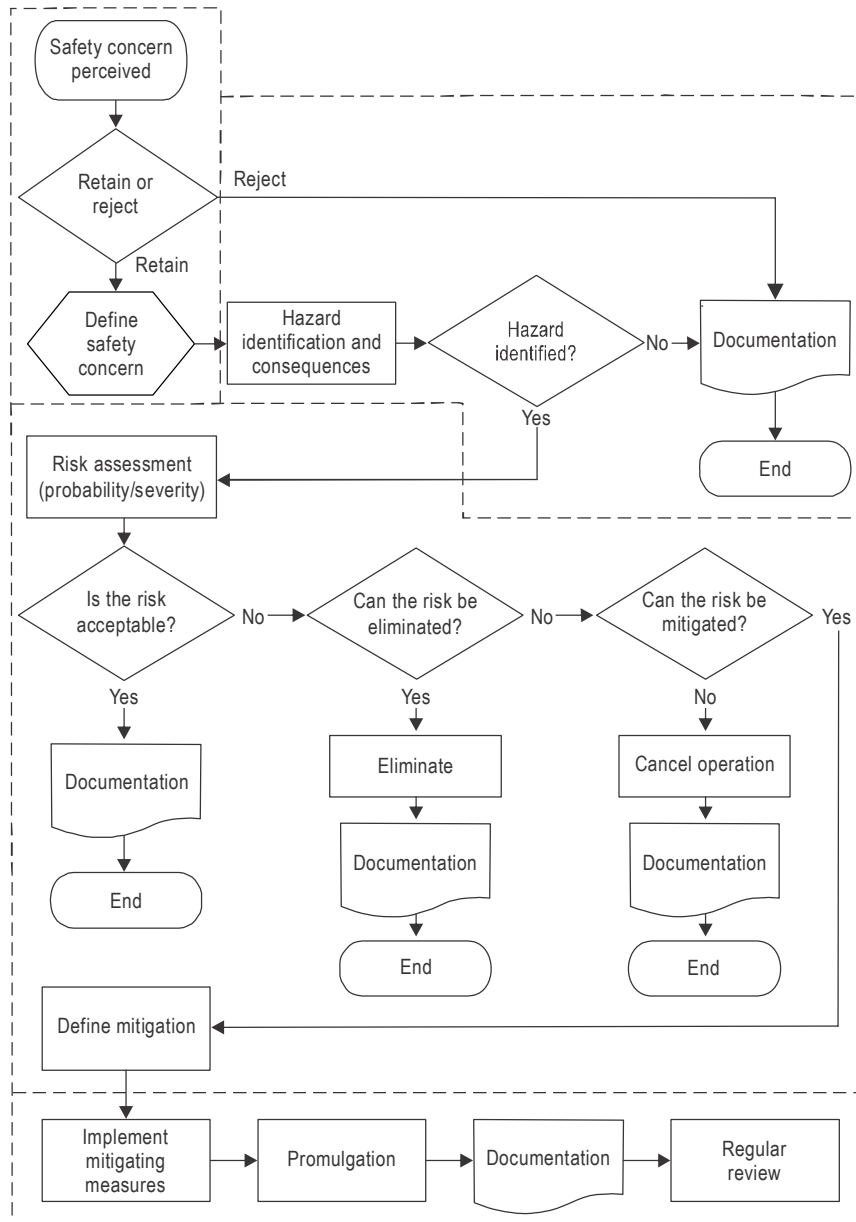 Safety concern
perceived
Retain or
reject
Reject
Retain
Define
safety
concern
Hazard
identification and
consequences
Hazard
identified?
No
Documentation
Yes
End
Risk assessment
(probability/severity)
Is the risk
acceptable?
No
Can the risk be
eliminated?
No
Can the risk be
mitigated?
Yes
Yes
Yes
No
Documentation
Eliminate
Cancel operation
Documentation
Documentation
End
End
End
Define mitigation
Implement
mitigating
measures
Promulgation
Documentation
Regular
review